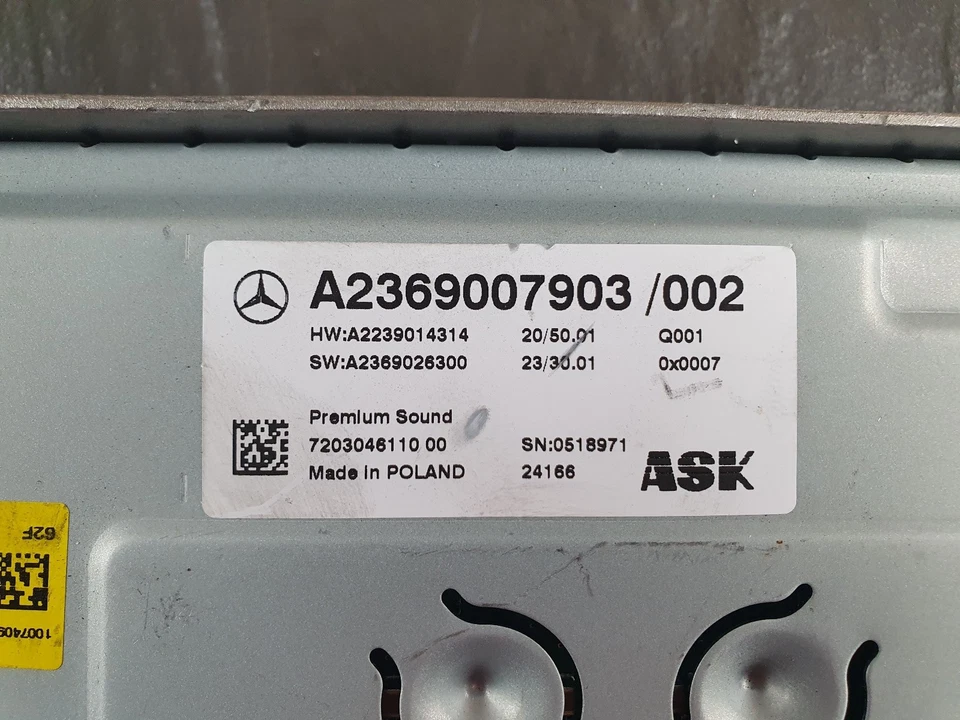 A2369007903 /002
HW:A2239014314 20/50.01 Q001
SW:A2369026300 23/30.01 0x0007
Premium Sound
7203046110 00 SN:0518971
Made in POLAND 24166 ASK
62F